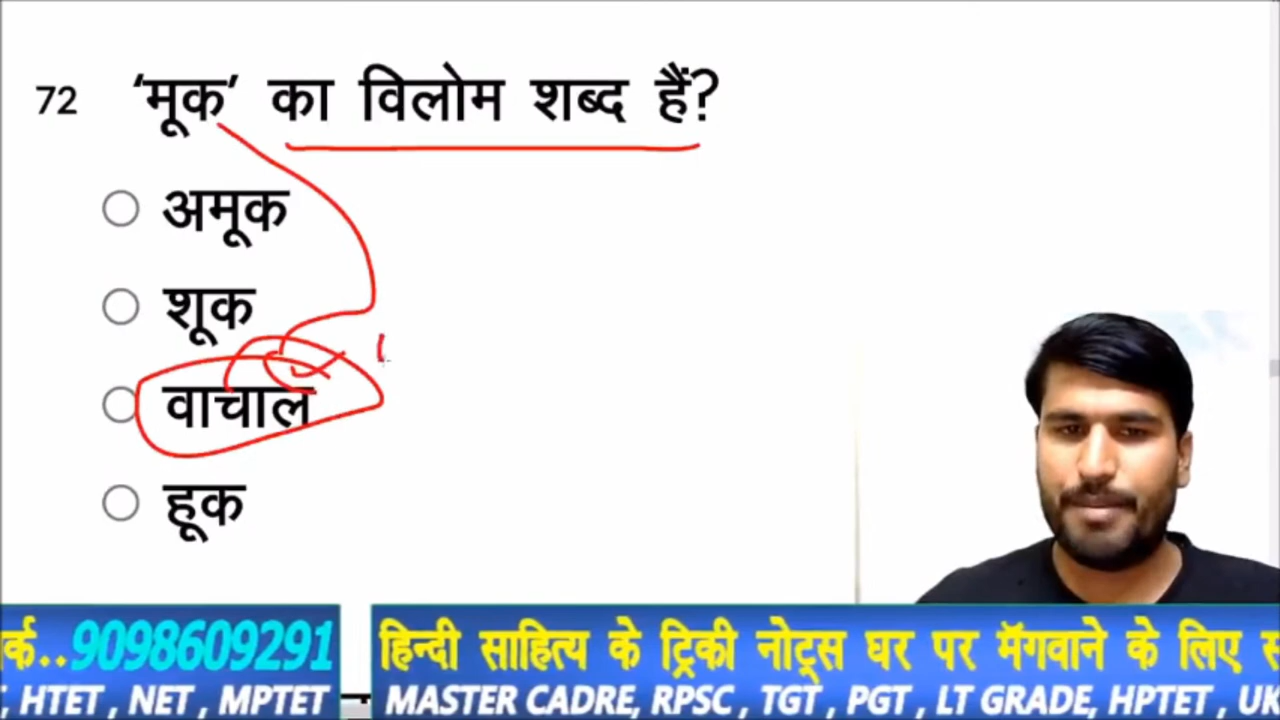 72 ‘मूक’ का विलोम शब्द हैं?
अमूक
शूक
वाचाल
हूक
र्क..9098609291 हिन्दी साहित्य के ट्रिकी नोट्स घर पर मॅगवाने के लिए
, HTET , NET , MPTET MASTER CADRE, RPSC , TGT , PGT , LT GRADE, HPTET , UK